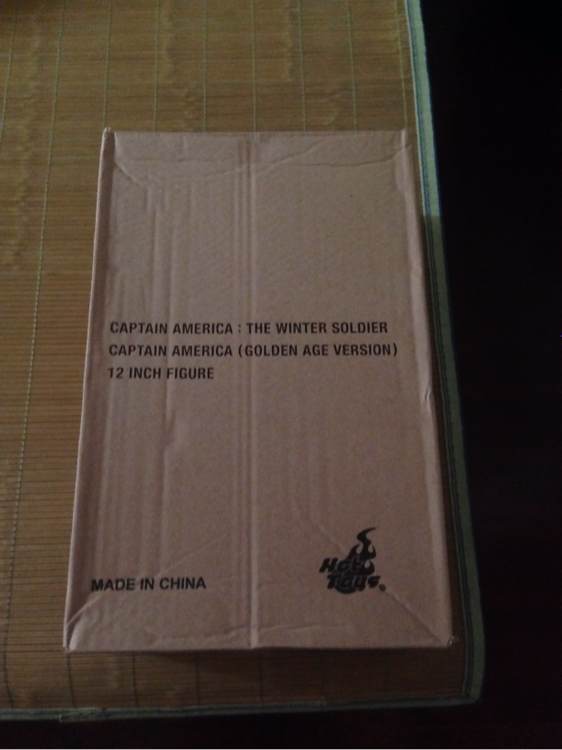 CAPTAIN AMERICA : THE WINTER SOLDIER
CAPTAIN AMERICA (GOLDEN AGE VERSION)
12 INCH FIGURE
Hot
Toys®
MADE IN CHINA